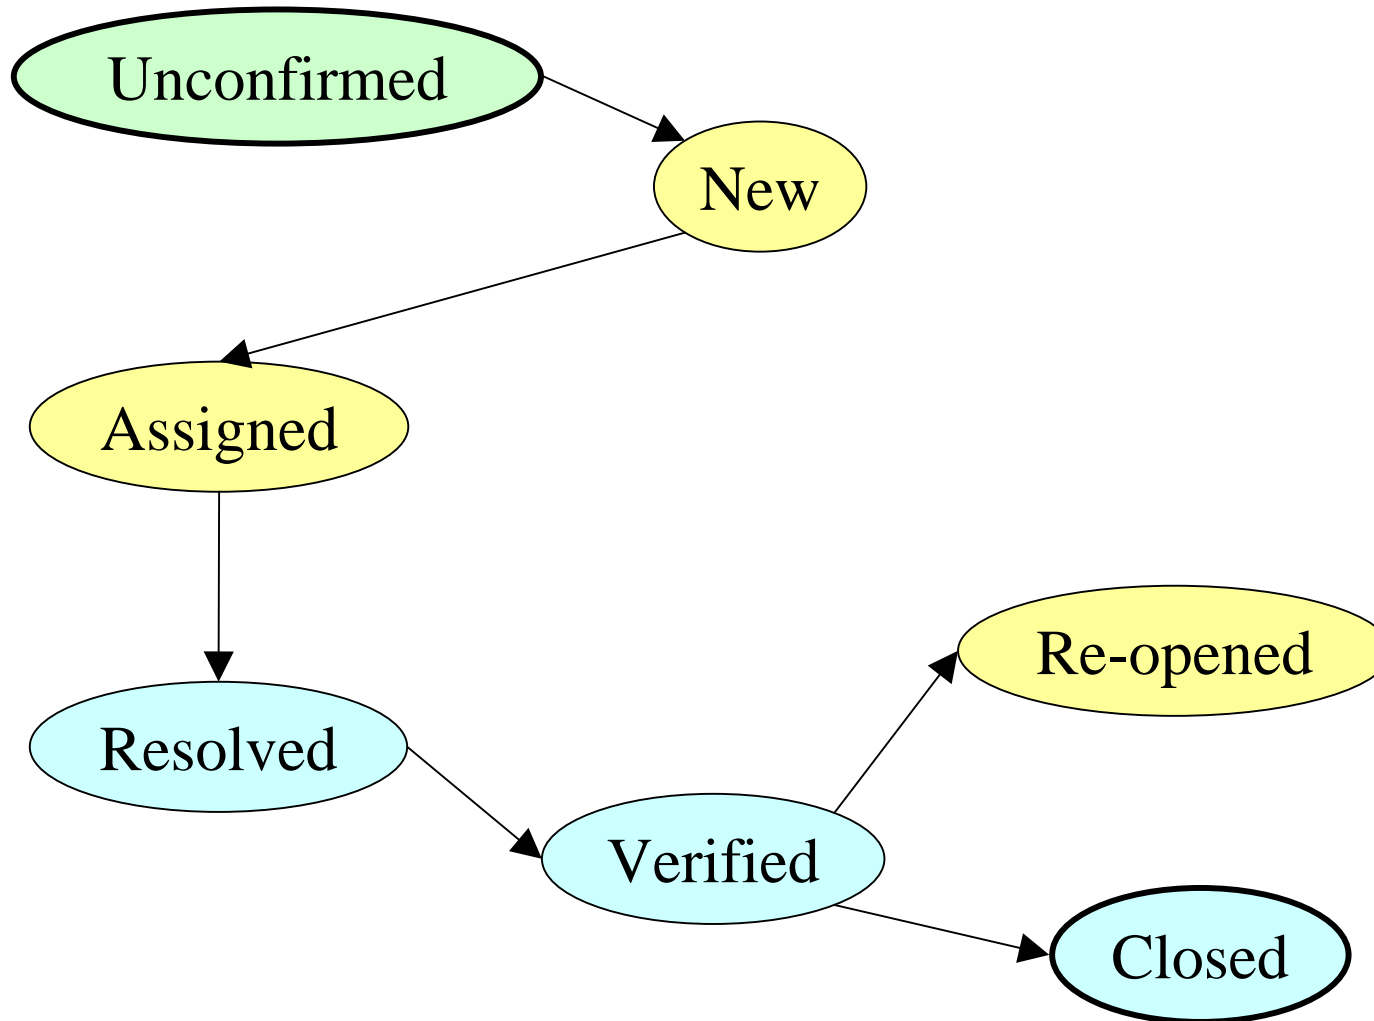 Unconfirmed
New
Assigned
Re-opened
Resolved
Verified
Closed